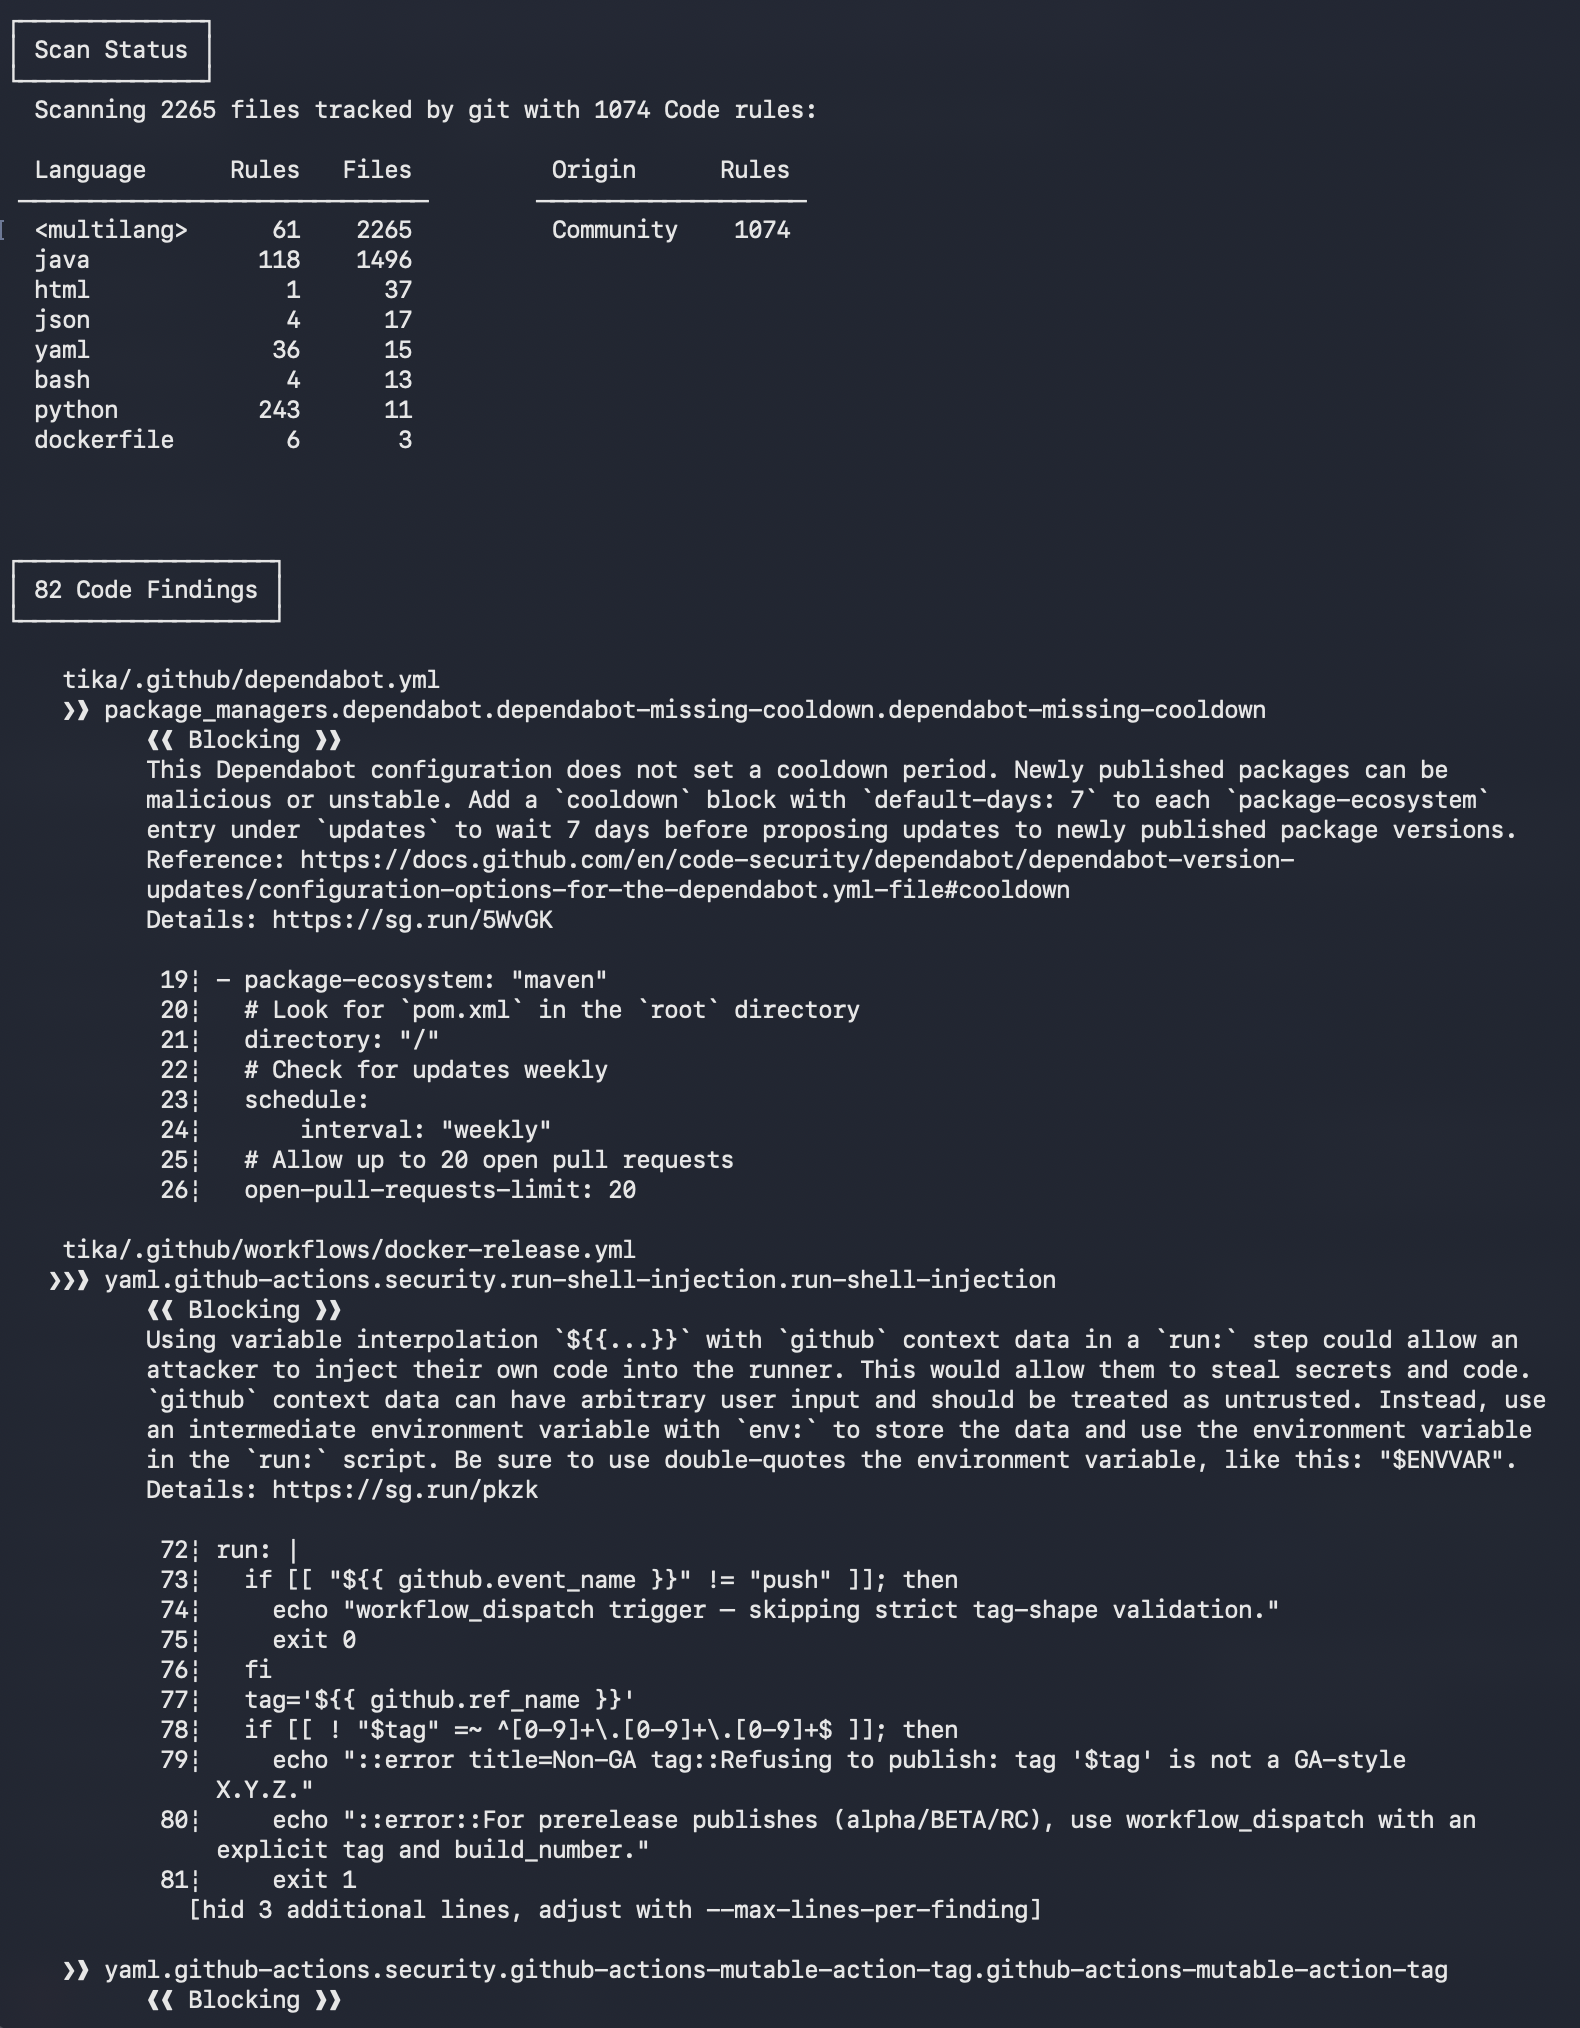 Scan Status
Scanning 2265 files tracked by git with 1074 Code rules:
Language Rules Files Origin Rules
<multilang> 61 2265 Community 1074
java 118 1496
html 1 37
json 4 17
yaml 36 15
bash 4 13
python 243 11
dockerfile 6 3
82 Code Findings
tika/.github/dependabot.yml
❯❱ package_managers.dependabot.dependabot-missing-cooldown.dependabot-missing-cooldown
❰❰ Blocking ❱❱
This Dependabot configuration does not set a cooldown period. Newly published packages can be
malicious or unstable. Add a `cooldown` block with `default-days: 7` to each `package-ecosystem`
entry under `updates` to wait 7 days before proposing updates to newly published package versions.
Reference: https://docs.github.com/en/code-security/dependabot/dependabot-version-
updates/configuration-options-for-the-dependabot.yml-file#cooldown
Details: https://sg.run/5WvGK
19┆ - package-ecosystem: "maven"
20┆ # Look for `pom.xml` in the `root` directory
21┆ directory: "/"
22┆ # Check for updates weekly
23┆ schedule:
24┆ interval: "weekly"
25┆ # Allow up to 20 open pull requests
26┆ open-pull-requests-limit: 20
tika/.github/workflows/docker-release.yml
❯❯❱ yaml.github-actions.security.run-shell-injection.run-shell-injection
❰❰ Blocking ❱❱
Using variable interpolation `${{...}}` with `github` context data in a `run:` step could allow an
attacker to inject their own code into the runner. This would allow them to steal secrets and code.
`github` context data can have arbitrary user input and should be treated as untrusted. Instead, use
an intermediate environment variable with `env:` to store the data and use the environment variable
in the `run:` script. Be sure to use double-quotes the environment variable, like this: "$ENVVAR".
Details: https://sg.run/pkzk
72┆ run: |
73┆ if [[ "${{ github.event_name }}" != "push" ]]; then
74┆ echo "workflow_dispatch trigger — skipping strict tag-shape validation."
75┆ exit 0
76┆ fi
77┆ tag='${{ github.ref_name }}'
78┆ if [[ ! "$tag" =~ ^[0-9]+\.[0-9]+\.[0-9]+$ ]]; then
79┆ echo "::error title=Non-GA tag::Refusing to publish: tag '$tag' is not a GA-style
X.Y.Z."
80┆ echo "::error::For prerelease publishes (alpha/BETA/RC), use workflow_dispatch with an
explicit tag and build_number."
81┆ exit 1
[hid 3 additional lines, adjust with --max-lines-per-finding]
❯❱ yaml.github-actions.security.github-actions-mutable-action-tag.github-actions-mutable-action-tag
❰❰ Blocking ❱❱